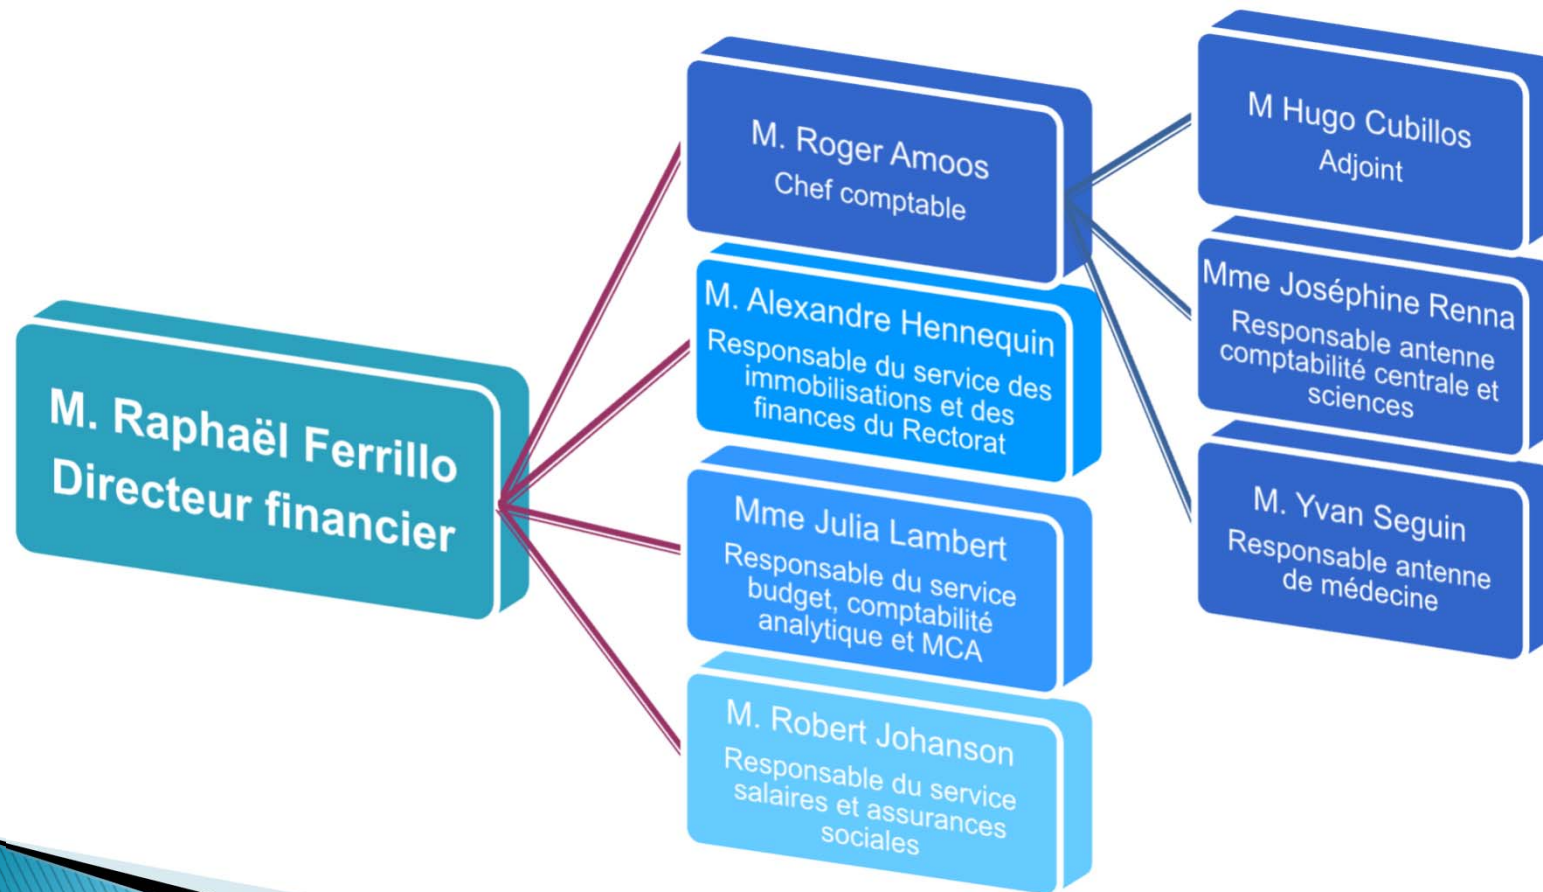 M. Raphaël Ferrillo
Directeur financier
M. Roger Amoos
Chef comptable
M. Alexandre Hennequin
Responsable du service des
immobilisations et des
finances du Rectorat
Mme Julia Lambert
Responsable du service
budget, comptabilité
analytique et MCA
M. Robert Johanson
Responsable du service
salaires et assurances
sociales
M Hugo Cubillos
Adjoint
Mme Joséphine Renna
Responsable antenne
comptabilité centrale et
sciences
M. Yvan Seguin
Responsable antenne
de médecine